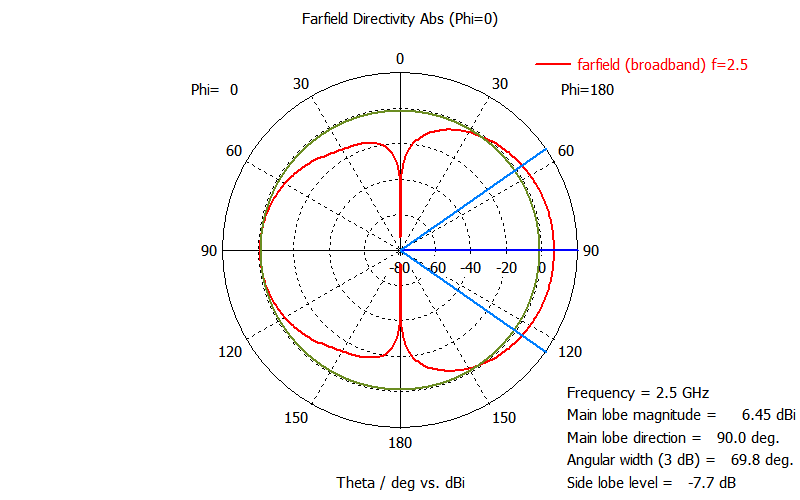 Farfield Directivity Abs (Phi=0)
farfield (broadband) f=2.5
Phi= 0
30
0
30
Phi=180
60
60
90
-80
-60
-40
-20
0
90
120
120
150
150
180
Frequency = 2.5 GHz
Main lobe magnitude = 6.45 dBi
Main lobe direction = 90.0 deg.
Angular width (3 dB) = 69.8 deg.
Side lobe level = -7.7 dB
Theta / deg vs. dBi